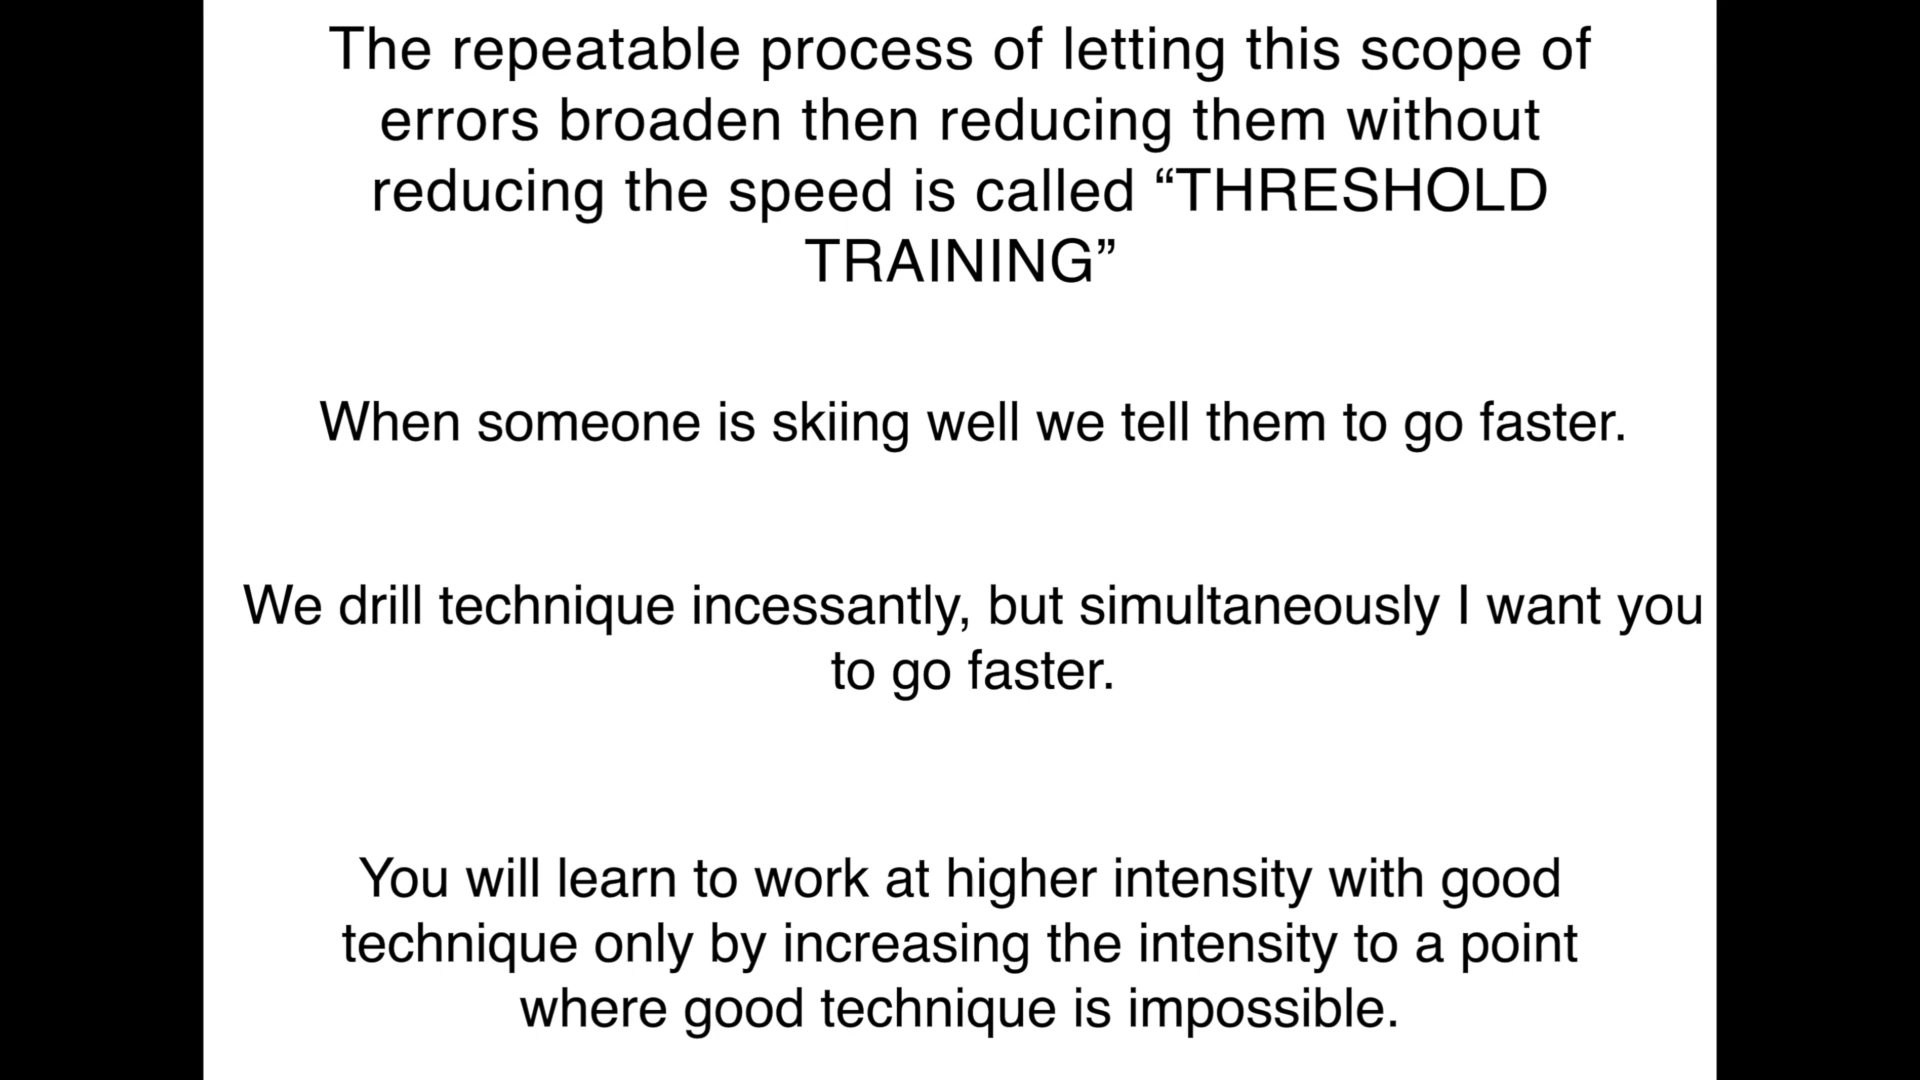 The repeatable process of letting this scope of
errors broaden then reducing them without
reducing the speed is called “THRESHOLD
TRAINING”
When someone is skiing well we tell them to go faster.
We drill technique incessantly, but simultaneously I want you
to go faster.
You will learn to work at higher intensity with good
technique only by increasing the intensity to a point
where good technique is impossible.